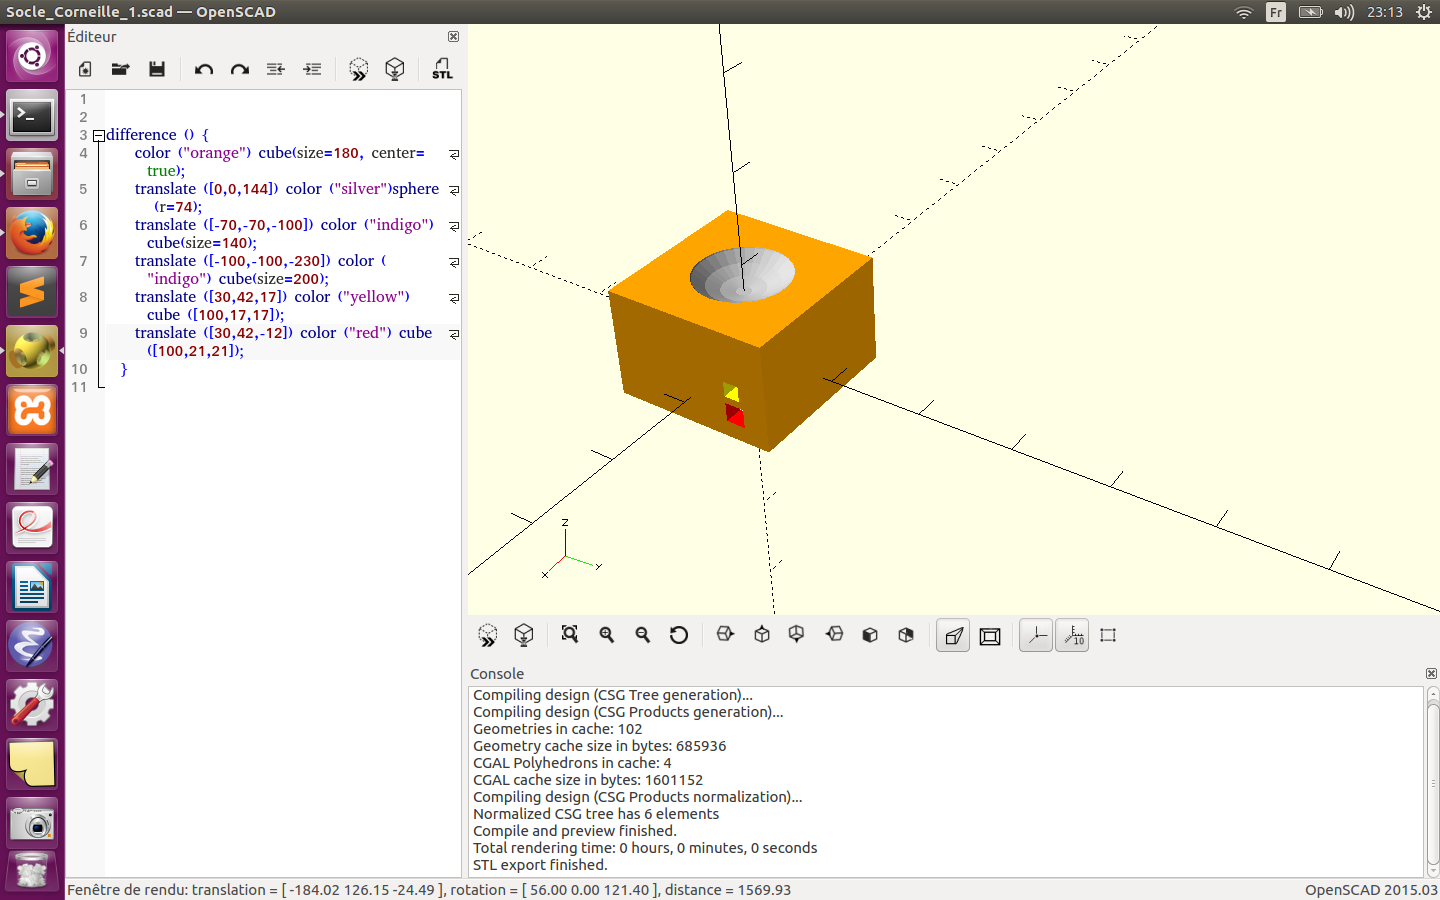 Socle_Corneille_1.scad — OpenSCAD
Fr
23:13
Éditeur
STL
1
2
3 difference () {
4 color ("orange") cube(size=180, center=
true);
5 translate ([0,0,144]) color ("silver")sphere
(r=74);
6 translate ([-70,-70,-100]) color ("indigo")
cube(size=140);
7 translate ([-100,-100,-230]) color (
"indigo") cube(size=200);
8 translate ([30,42,17]) color ("yellow")
cube ([100,17,17]);
9 translate ([30,42,-12]) color ("red") cube
([100,21,21]);
10 }
11
z
x
y
10
Console
Compiling design (CSG Tree generation)...
Compiling design (CSG Products generation)...
Geometries in cache: 102
Geometry cache size in bytes: 685936
CGAL Polyhedrons in cache: 4
CGAL cache size in bytes: 1601152
Compiling design (CSG Products normalization)...
Normalized CSG tree has 6 elements
Compile and preview finished.
Total rendering time: 0 hours, 0 minutes, 0 seconds
STL export finished.
Fenêtre de rendu: translation = [ -184.02 126.15 -24.49 ], rotation = [ 56.00 0.00 121.40 ], distance = 1569.93
OpenSCAD 2015.03